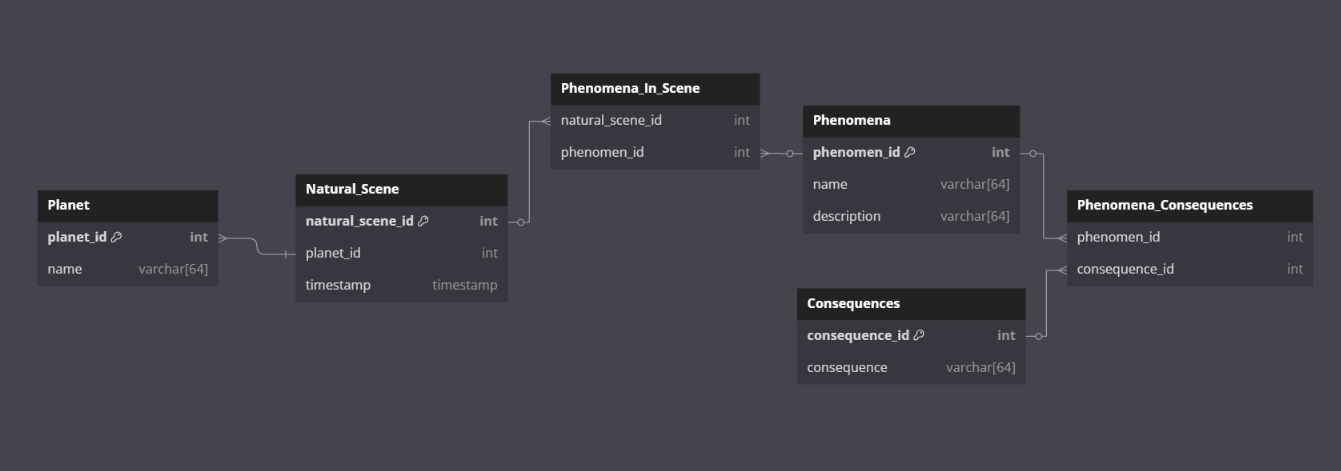 Planet
planet_id int
name varchar[64]
Natural_Scene
natural_scene_id int
planet_id int
timestamp timestamp
Phenomena_In_Scene
natural_scene_id int
phenomen_id int
Phenomena
phenomen_id int
name varchar[64]
description varchar[64]
Consequences
consequence_id int
consequence varchar[64]
Phenomena_Consequences
phenomen_id int
consequence_id int